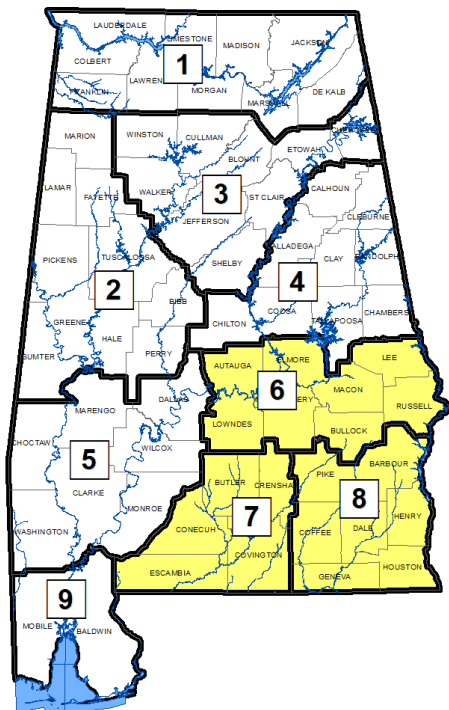 LAUDERDALE
LIMESTONE
MADISON
JACKSON
COLBERT
1
LAWREN
FRANKLIN
MORGAN
MARSHALL
DE KALB
MARION
WINSTON
CULLMAN
CHEROKEE
ETOWAH
BLOUNT
LAMAR
FAYETTE
WALKER
3
ST CLAIR
CALHOUN
JEFFERSON
CLEBURNE
TALLADEGA
PICKENS
TUSCALOOSA
SHELBY
CLAY
RANDOLPH
2
4
BIBB
GREENE
HALE
COOSA
TALLAPOOSA
CHAMBERS
CHILTON
SUMTER
PERRY
AUTAUGA
ELMORE
LEE
DALLAS
6
MACON
MARENGO
ERY
RUSSELL
LOWNDES
BULLOCK
CHOCTAW
WILCOX
5
PIKE
BARBOUR
BUTLER
CRENSHA
CLARKE
8
HENRY
MONROE
7
CONECUH
COFFEE
DALE
WASHINGTON
COVINGTON
ESCAMBIA
GENEVA
HOUSTON
9
MOBILE
BALDWIN